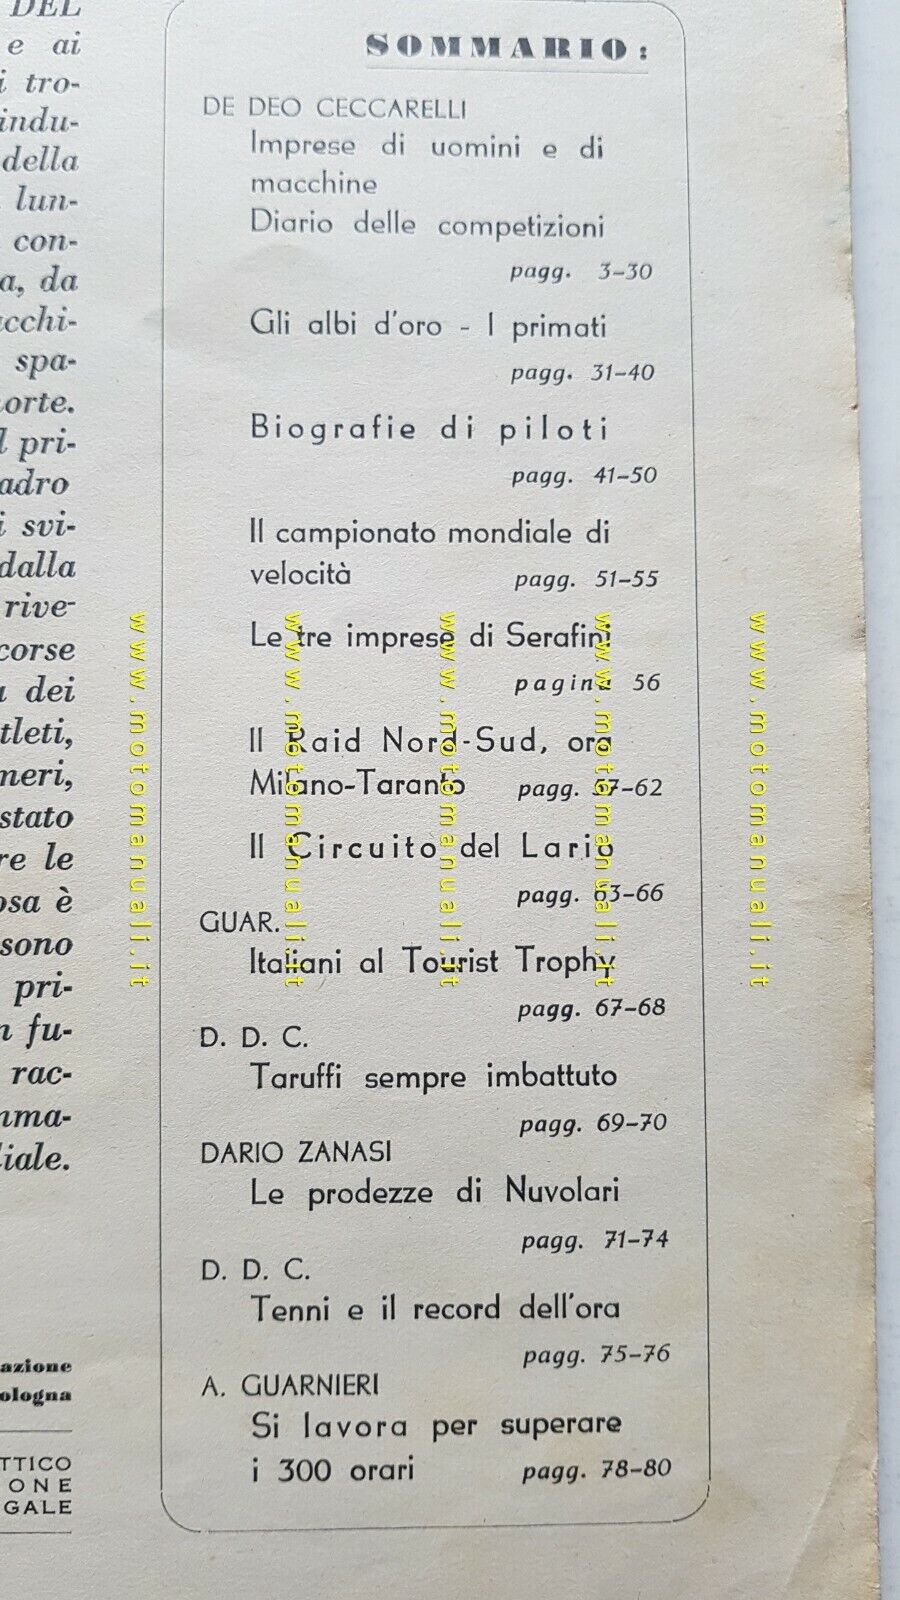 DEL
e ai
i tro-
indu-
della
lun-
con-
a, da
acchi-
spa-
orte.
l pri-
adro
i svi-
dalla
rive-
corse
a dei
tleti,
neri,
stato
re le
osa è
sono
pri-
n fu-
rac-
mma-
liale.
azione
ologna
TTICO
ONE
GALE
SOMMARIO:
DE DEO CECCARELLI
Imprese di uomini e di
macchine
Diario delle competizioni
pagg. 3-30
Gli albi d'oro - I primati
pagg. 31-40
Biografie di piloti
pagg. 41-50
Il campionato mondiale di
velocità pagg. 51-55
Le tre imprese di Serafini
pagina 56
Il Raid Nord-Sud, ora
Milano-Taranto pagg. 57-62
Il Circuito del Lario
pagg. 63-66
GUAR.
Italiani al Tourist Trophy
pagg. 67-68
D. D. C.
Taruffi sempre imbattuto
pagg. 69-70
DARIO ZANASI
Le prodezze di Nuvolari
pagg. 71-74
D. D. C.
Tenni e il record dell'ora
pagg. 75-76
A. GUARNIERI
Si lavora per superare
i 300 orari pagg. 78-80
www.motomanuali.it
www.motomanuali.it
www.motomanuali.it
www.motomanuali.it
www.motomanuali.it